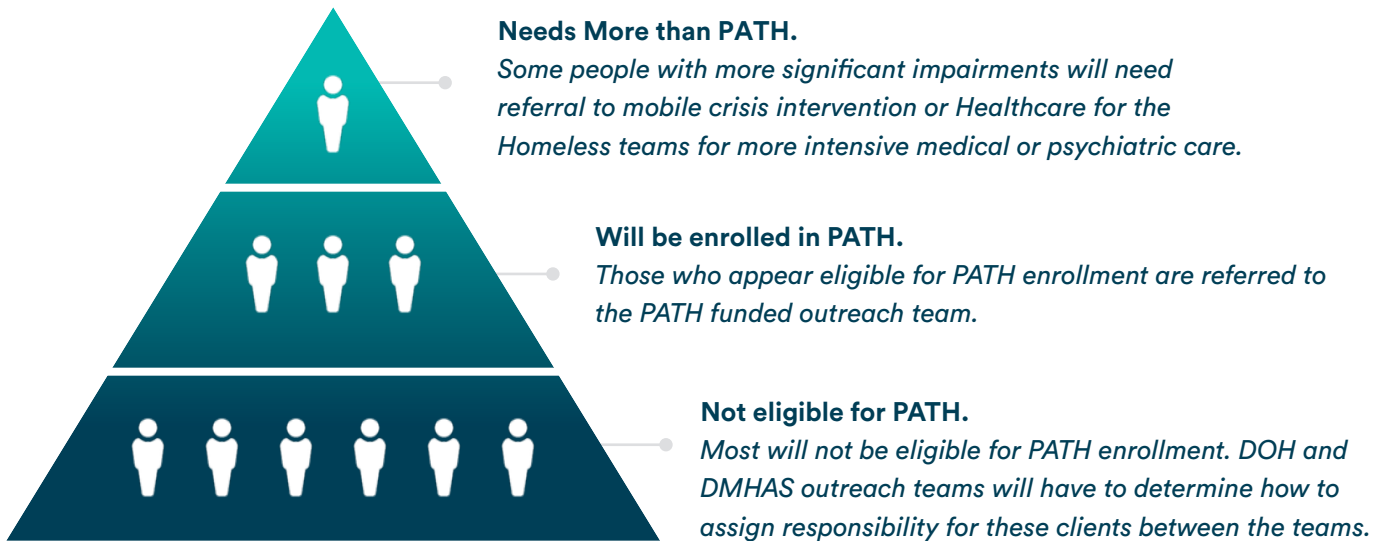 Needs More than PATH.
Some people with more significant impairments will need
referral to mobile crisis intervention or Healthcare for the
Homeless teams for more intensive medical or psychiatric care.
Will be enrolled in PATH.
Those who appear eligible for PATH enrollment are referred to
the PATH funded outreach team.
Not eligible for PATH.
Most will not be eligible for PATH enrollment. DOH and
DMHAS outreach teams will have to determine how to
assign responsibility for these clients between the teams.